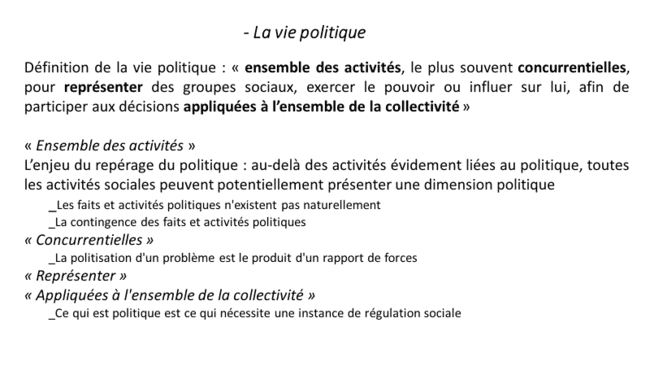 - La vie politique
Définition de la vie politique : « ensemble des activités, le plus souvent concurrentielles,
pour représenter des groupes sociaux, exercer le pouvoir ou influer sur lui, afin de
participer aux décisions appliquées à l’ensemble de la collectivité »
« Ensemble des activités »
L’enjeu du repérage du politique : au-delà des activités évidement liées au politique, toutes
les activités sociales peuvent potentiellement présenter une dimension politique
_Les faits et activités politiques n'existent pas naturellement
_La contingence des faits et activités politiques
« Concurrentielles »
_La politisation d'un problème est le produit d'un rapport de forces
« Représenter »
« Appliquées à l'ensemble de la collectivité »
_Ce qui est politique est ce qui nécessite une instance de régulation sociale